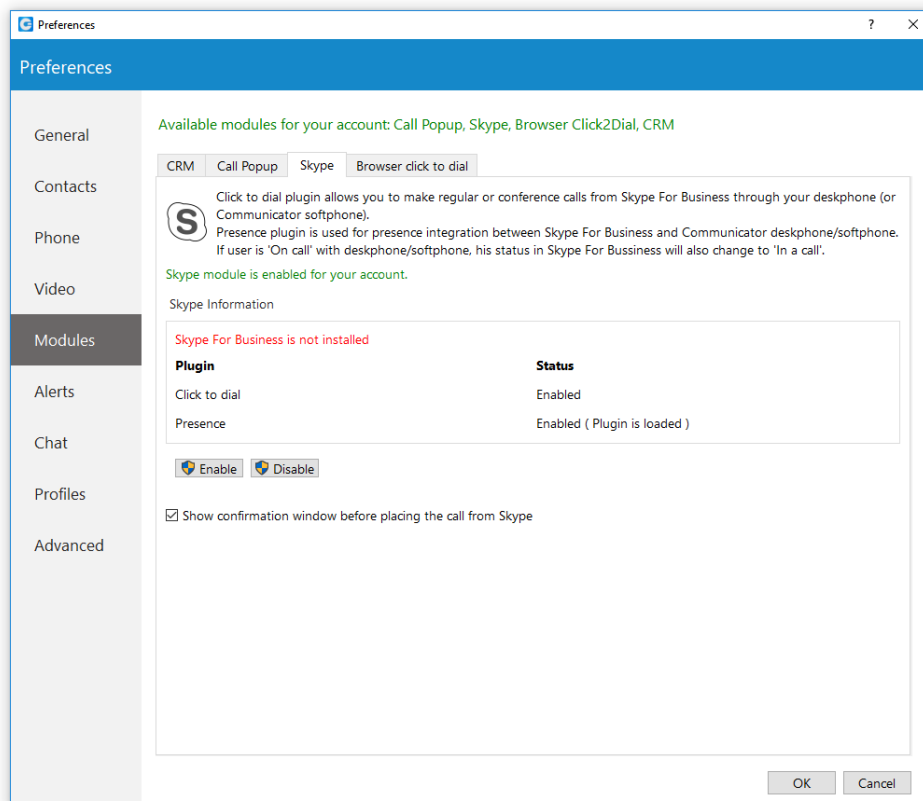 Preferences
?
Preferences
General
Contacts
Phone
Video
Modules
Alerts
Chat
Profiles
Advanced
Available modules for your account: Call Popup, Skype, Browser Click2Dial, CRM
CRM Call Popup Skype Browser click to dial
Click to dial plugin allows you to make regular or conference calls from Skype For Business through your deskphone (or
Communicator softphone).
Presence plugin is used for presence integration between Skype For Business and Communicator deskphone/softphone.
If user is 'On call' with deskphone/softphone, his status in Skype For Bussiness will also change to 'In a call'.
Skype module is enabled for your account.
Skype Information
Skype For Business is not installed
Plugin Status
Click to dial Enabled
Presence Enabled ( Plugin is loaded )
Enable Disable
Show confirmation window before placing the call from Skype
OK Cancel